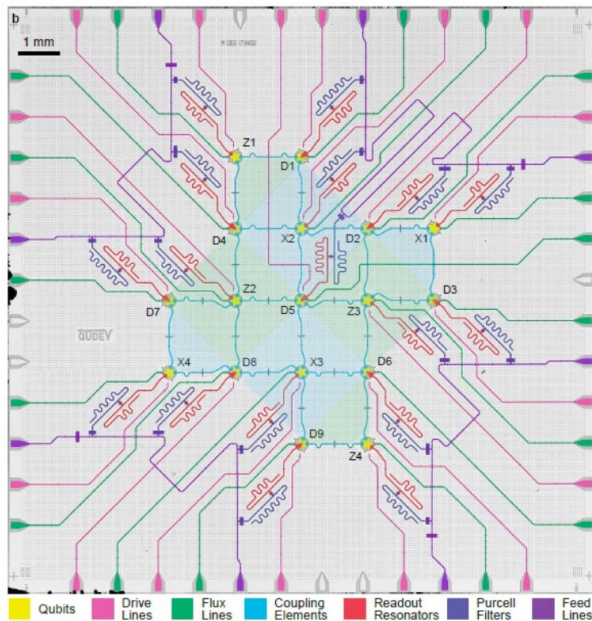 b
1 mm
Z1
D1
D4
X2
D2
X1
D7
Z2
D5
Z3
D3
X4
D8
X3
D6
D9
Z4
QUDEV
Qubits
Drive Lines
Flux Lines
Coupling Elements
Readout Resonators
Purcell Filters
Feed Lines